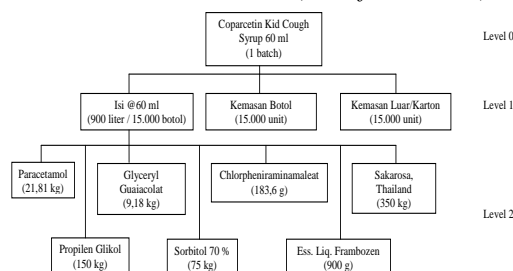 Coparcetin Kid Cough
Syrup 60 ml
(1 batch)
Level 0
Isi @60 ml
(900 liter / 15.000 botol)
Kemasan Botol
(15.000 unit)
Kemasan Luar/Karton
(15.000 unit)
Level 1
Paracetamol
(21,81 kg)
Glyceryl
Guaiacolat
(9,18 kg)
Chlorpheniraminamaleat
(183,6 g)
Sakarosa,
Thailand
(350 kg)
Level 2
Propilen Glikol
(150 kg)
Sorbitol 70 %
(75 kg)
Ess. Liq. Frambozen
(900 g)